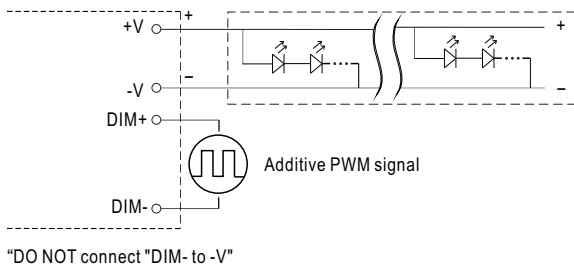 +V
+
+
-V
–
–
DIM+
Additive PWM signal
DIM-
“DO NOT connect "DIM- to -V"